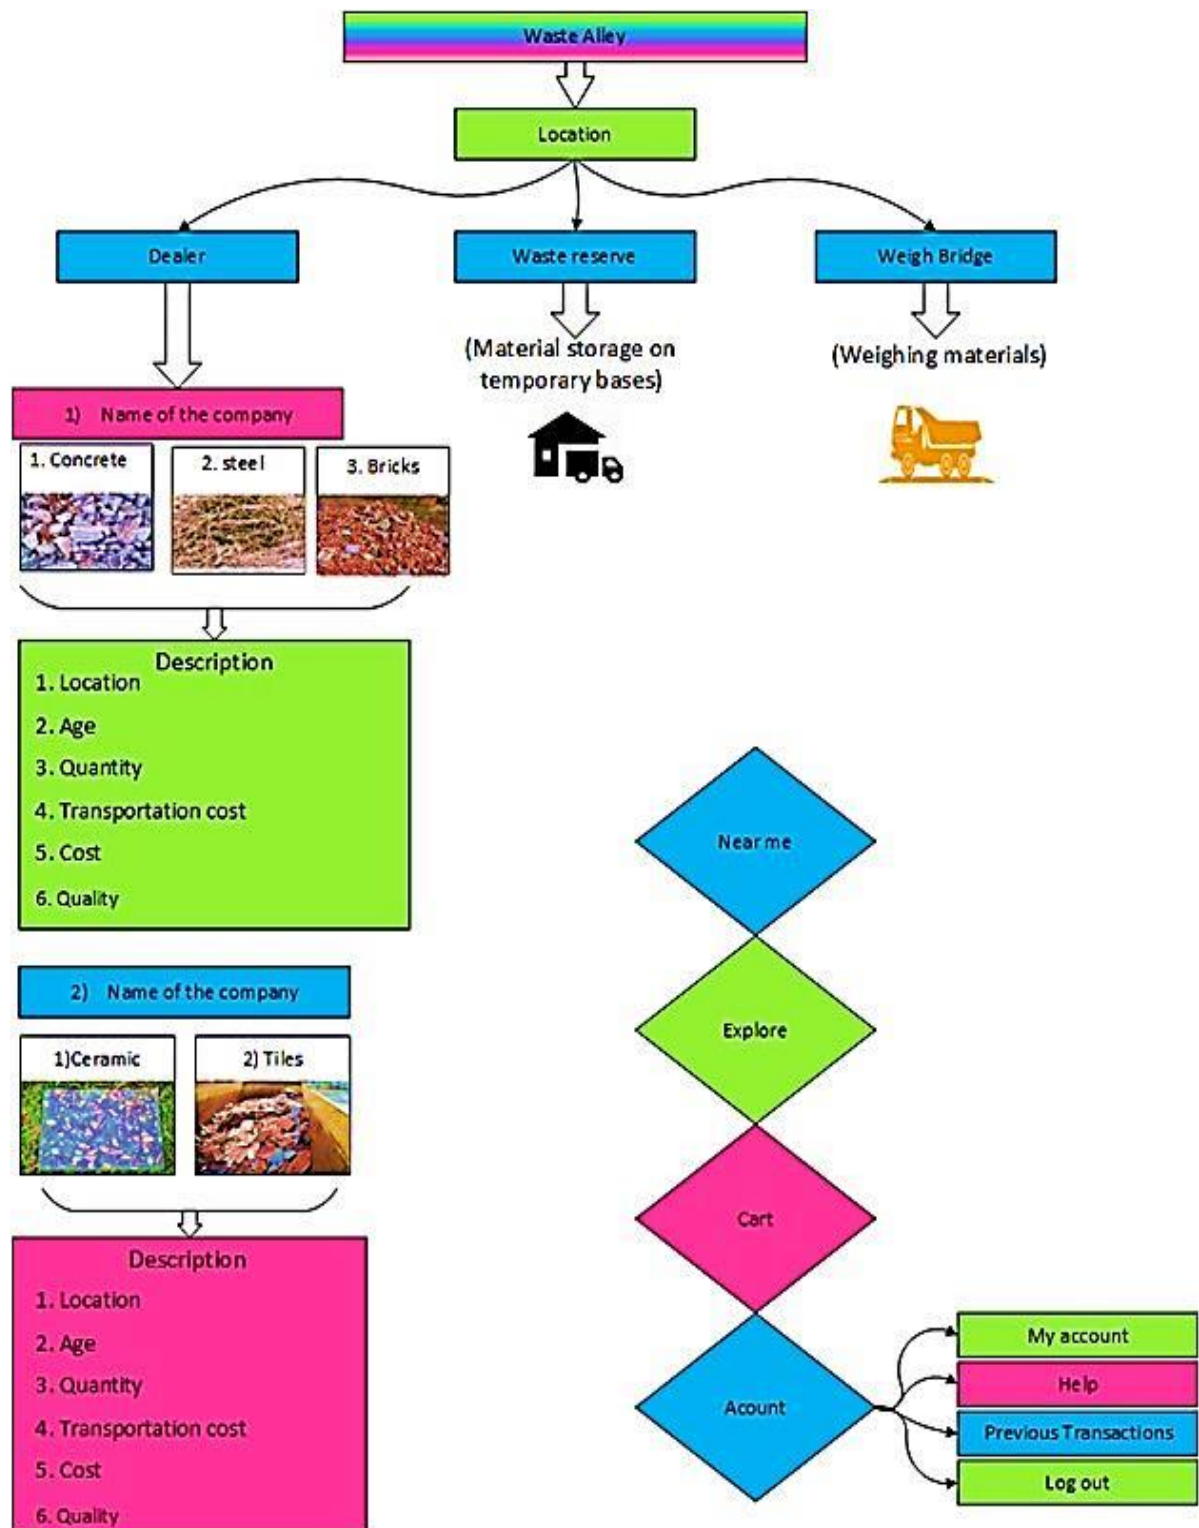 Waste Alley
Location
Dealer
Waste reserve
Weigh Bridge
(Material storage on
temporary bases)
(Weighing materials)
1) Name of the company
1. Concrete
2. steel
3. Bricks
Description
1. Location
2. Age
3. Quantity
4. Transportation cost
5. Cost
6. Quality
2) Name of the company
1)Ceramic
2) Tiles
Description
1. Location
2. Age
3. Quantity
4. Transportation cost
5. Cost
6. Quality
Near me
Explore
Cart
Acount
My account
Help
Previous Transactions
Log out